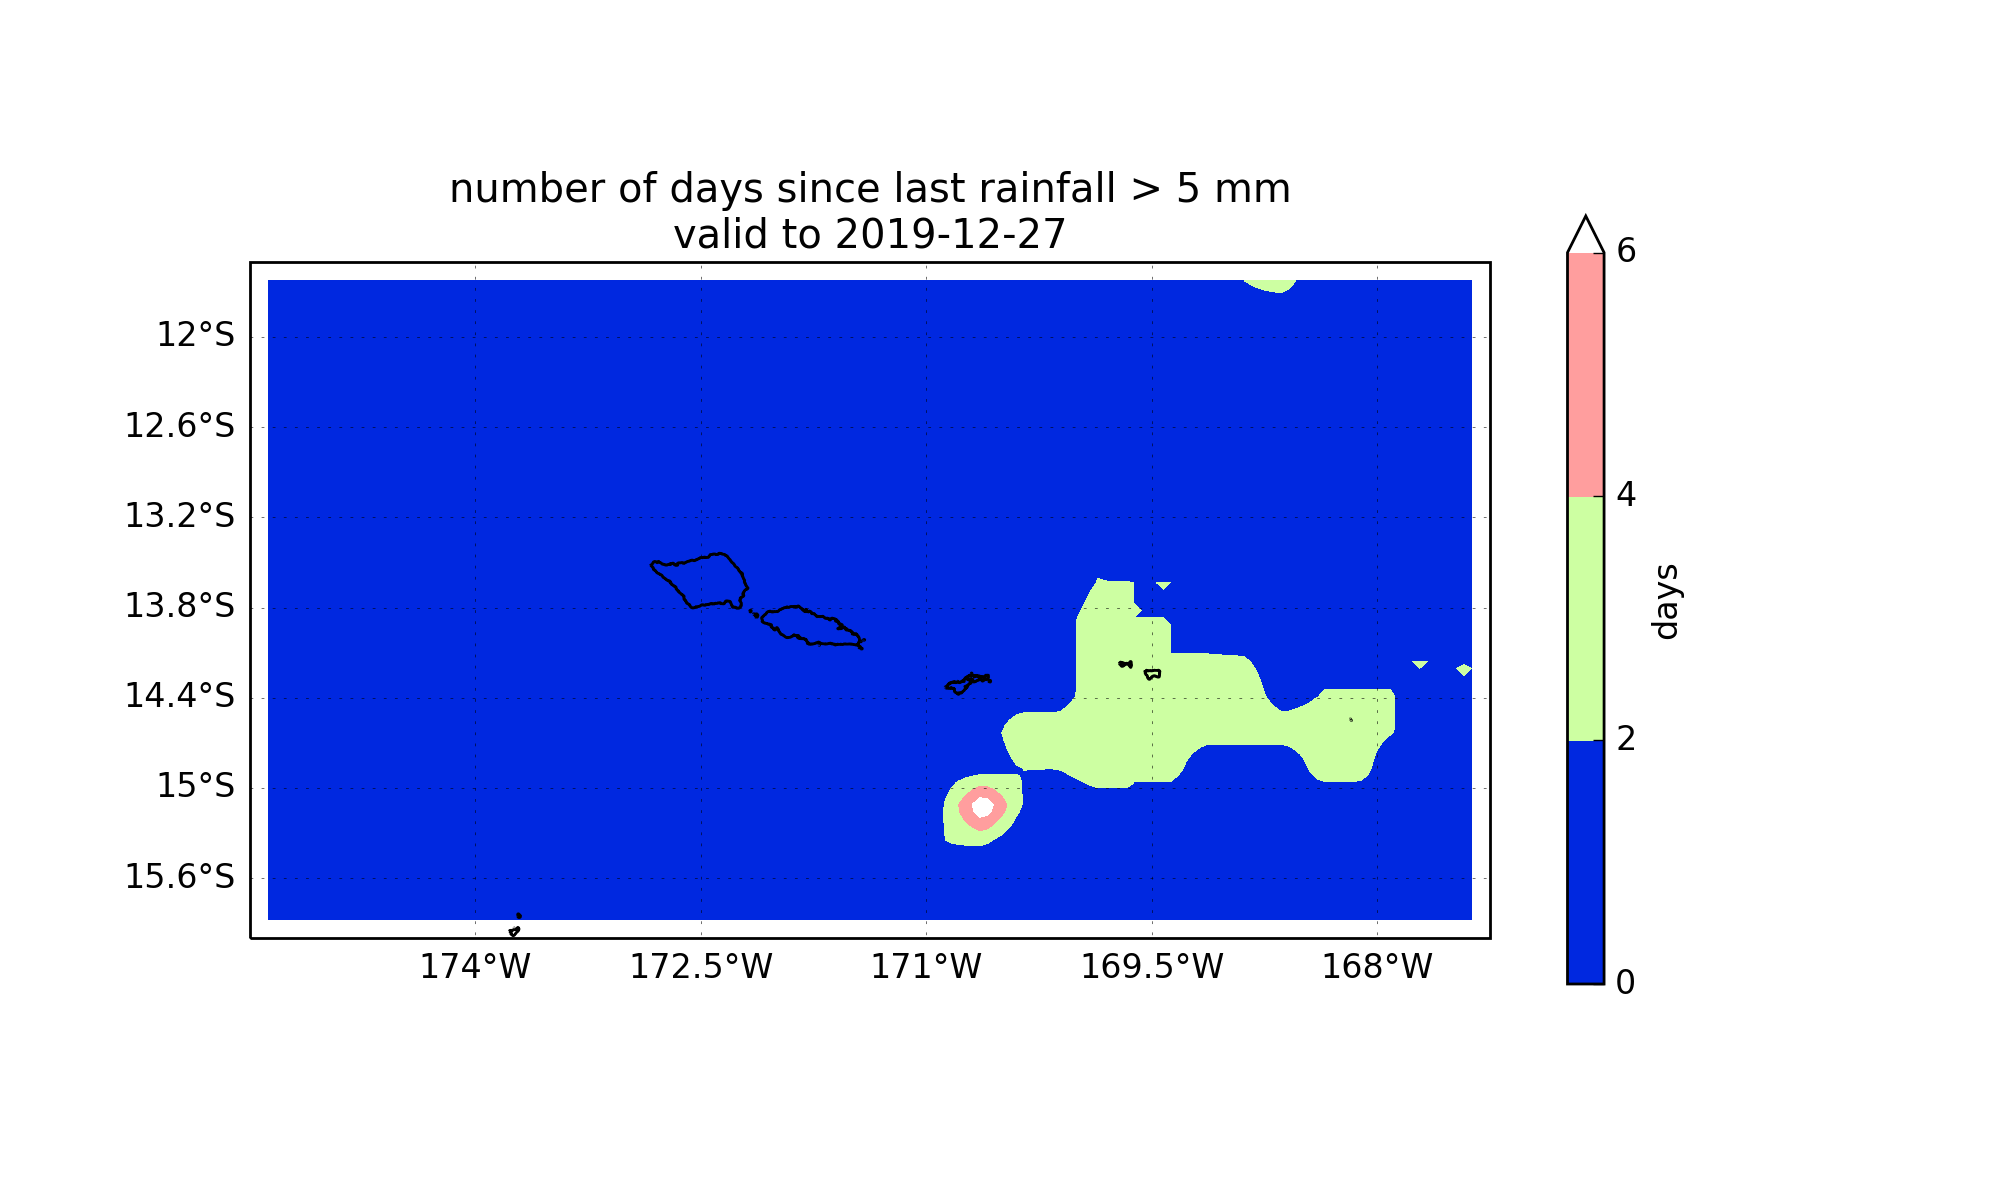 number of days since last rainfall > 5 mm
valid to 2019-12-27
12°S
12.6°S
13.2°S
13.8°S
14.4°S
15°S
15.6°S
174°W
172.5°W
171°W
169.5°W
168°W
6
4
2
0
days